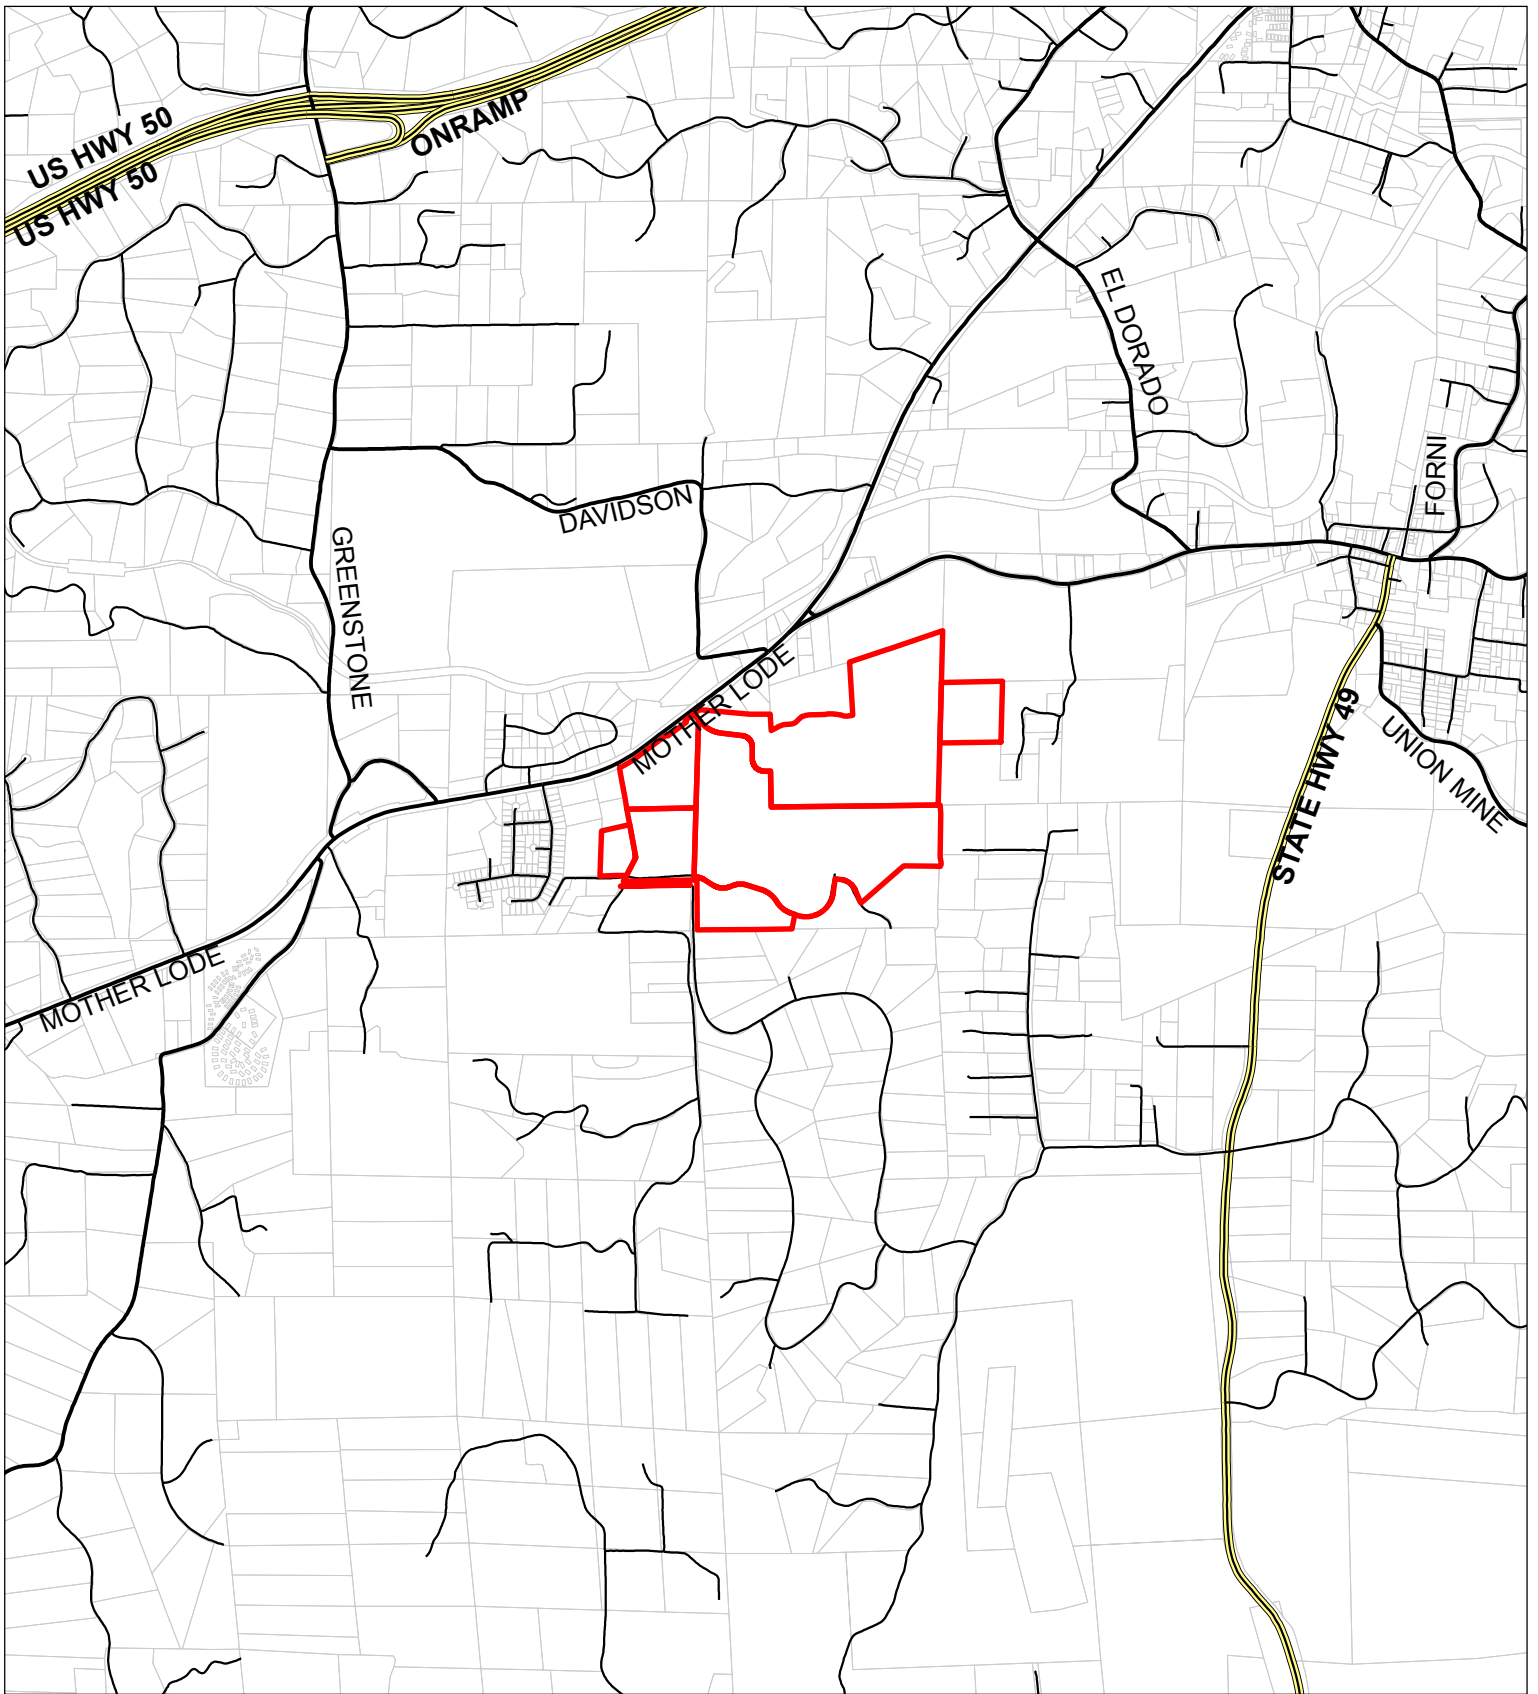 US HWY 50
ONRAMP
US HWY 50
EL DORADO
FORNI
DAVIDSON
GREENSTONE
MOTHER LODE
STATE HWY 49
UNION MINE
MOTHER LODE